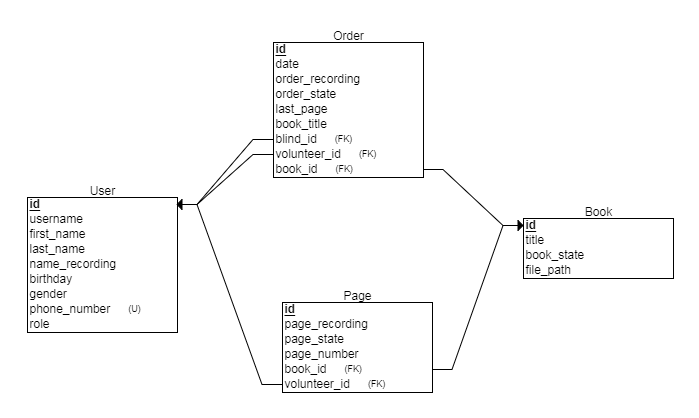 Order
id
date
order_recording
order_state
last_page
book_title
blind_id (FK)
volunteer_id (FK)
book_id (FK)
User
id
username
first_name
last_name
name_recording
birthday
gender
phone_number (U)
role
Book
id
title
book_state
file_path
Page
id
page_recording
page_state
page_number
book_id (FK)
volunteer_id (FK)